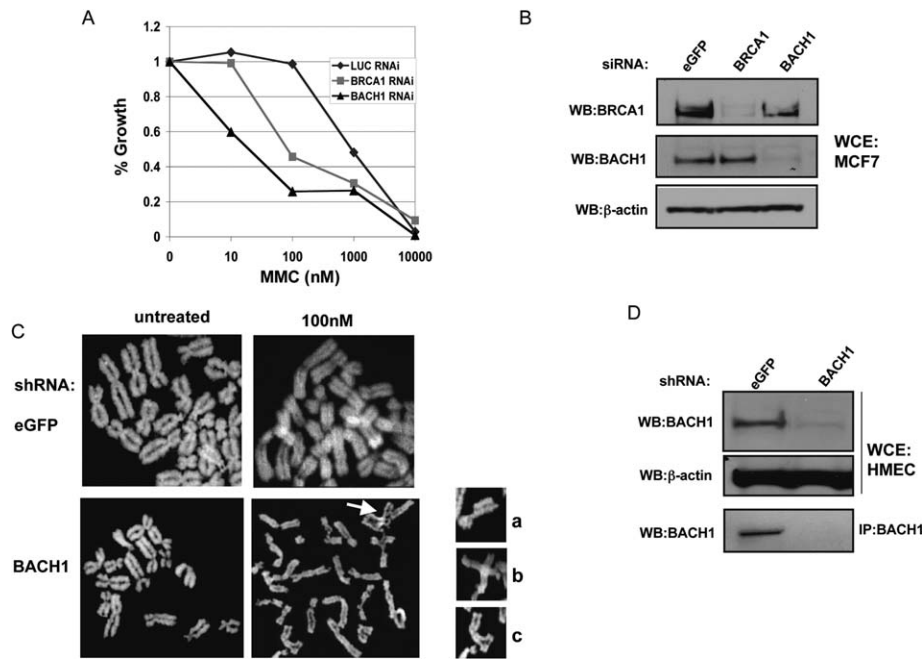 A
% Growth
1.2
1
0.8
0.6
0.4
0.2
0
LUC RNAi
BRCA1 RNAi
BACH1 RNAi
0 10 100 1000 10000
MMC (nM)
B
siRNA: eGFP BRCA1 BACH1
WB:BRCA1
WB:BACH1
WB:β-actin
WCE:
MCF7
C
untreated 100nM
shRNA:
eGFP
BACH1
a
b
c
D
shRNA: eGFP BACH1
WB:BACH1
WB:β-actin
WCE:
HMEC
WB:BACH1 IP:BACH1